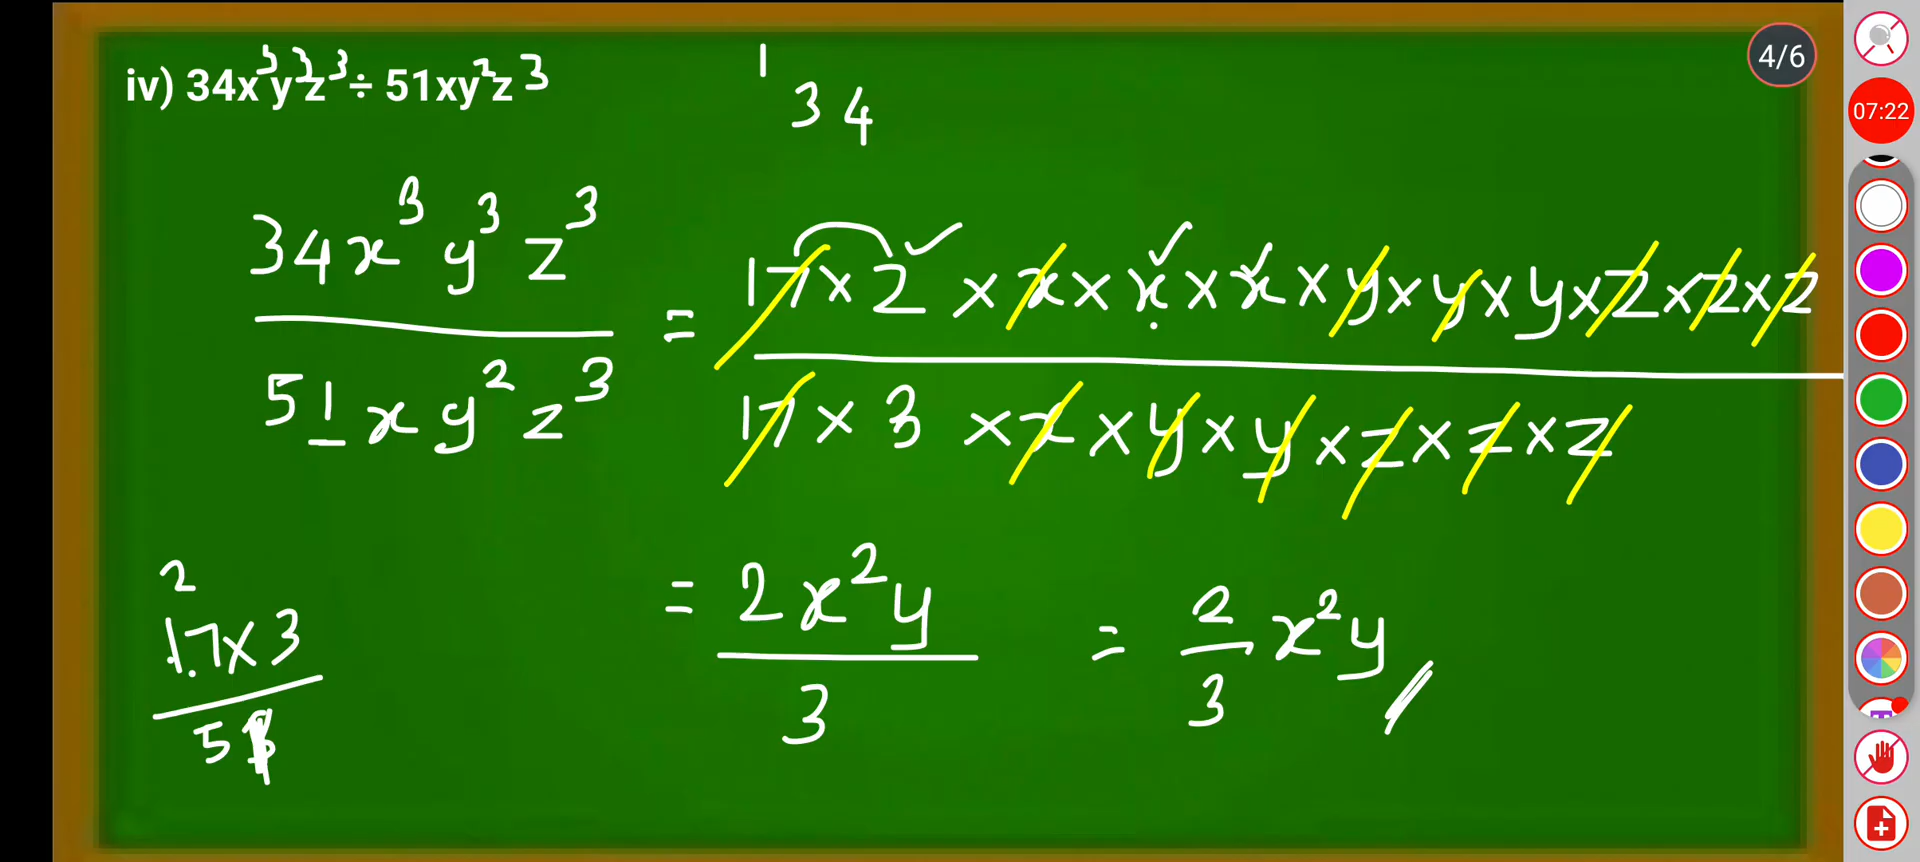 iv) 34x³y³z³ ÷ 51xy²z³
1
34
4/6
07:22
34x³y³z³ / 51xy²z³ = 17×2×x×x×x×y×y×y×z×z×z / 17×3×x×y×y×z×z×z
= 2x²y / 3 = 2/3 x²y
2
17×3
51